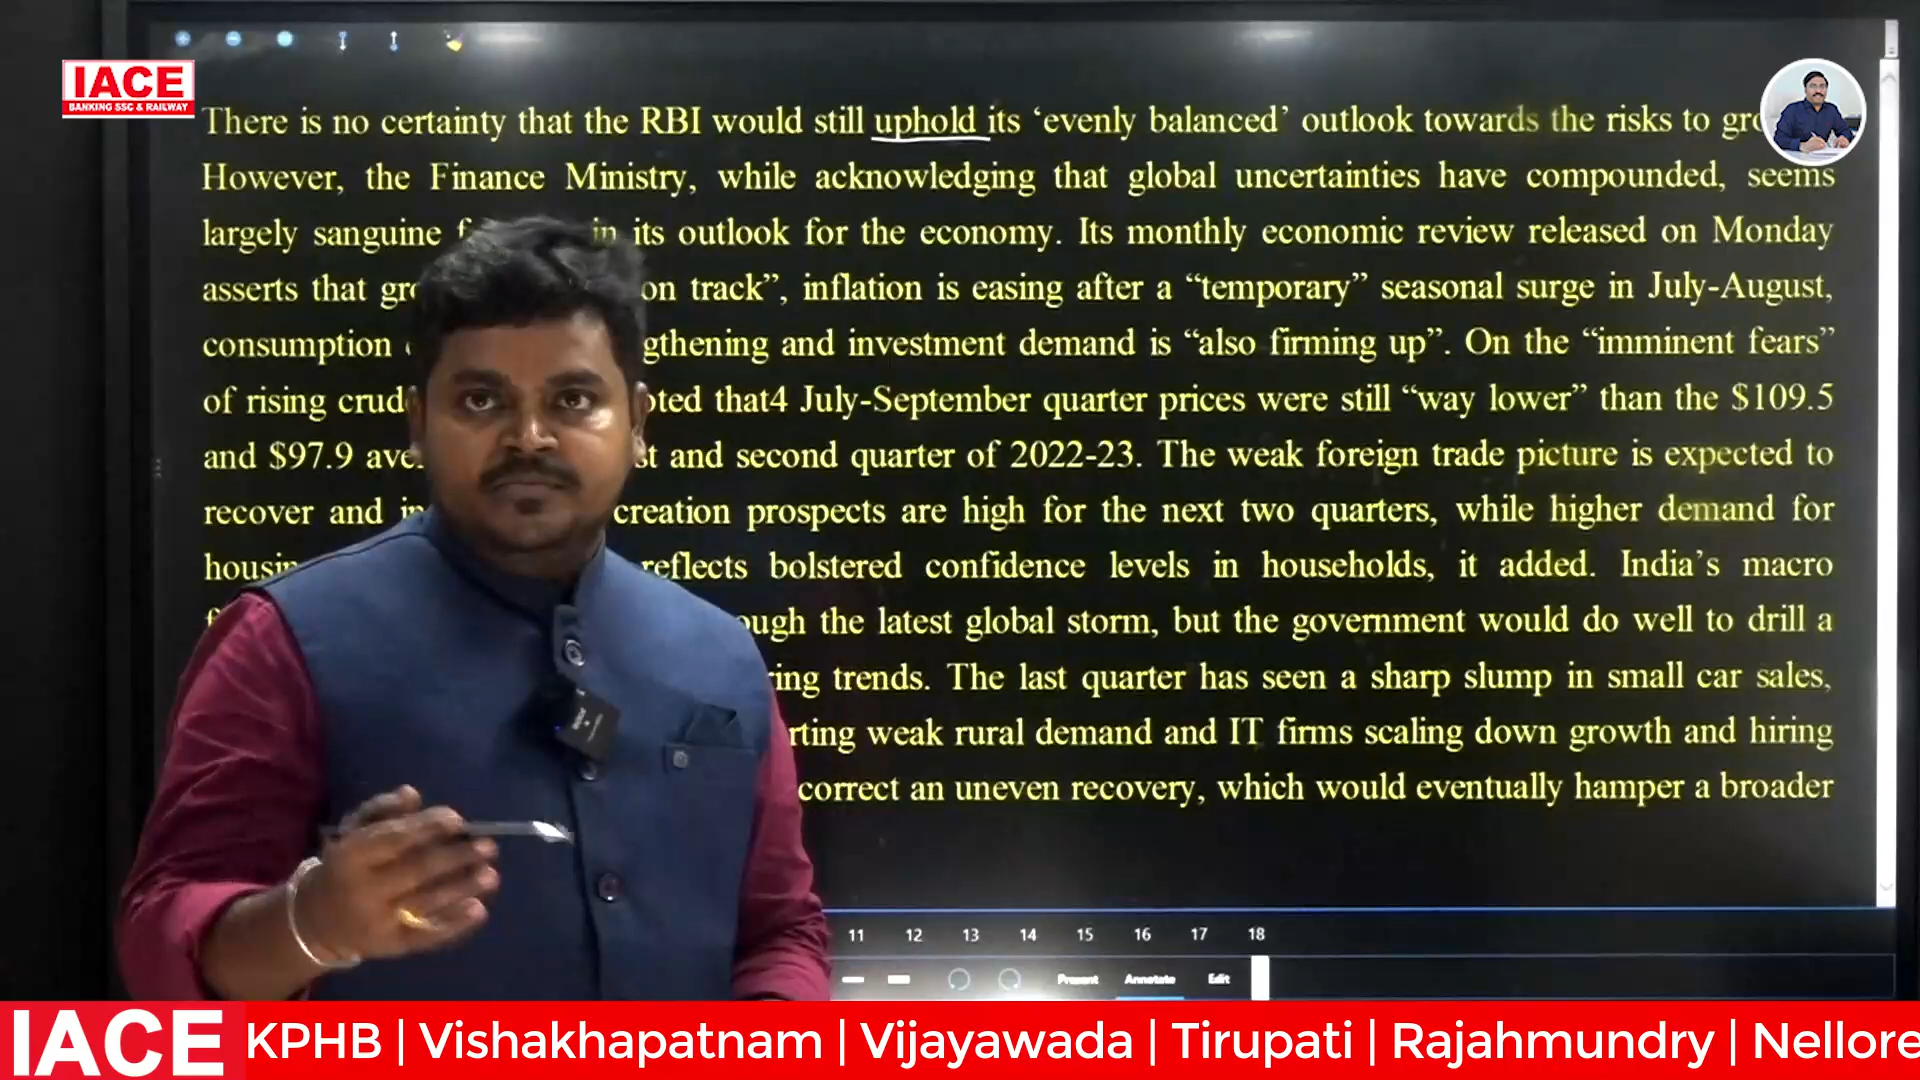 IACE
BANKING SSC & RAILWAY
There is no certainty that the RBI would still uphold its ‘evenly balanced’ outlook towards the risks to
However, the Finance Ministry, while acknowledging that global uncertainties have compounded, seems
largely sanguine in its outlook for the economy. Its monthly economic review released on Monday
asserts that on track”, inflation is easing after a “temporary” seasonal surge in July-August,
consumption and investment demand is “also firming up”. On the “imminent fears”
of rising that4 July-September quarter prices were still “way lower” than the $109.5
and $97.9 and second quarter of 2022-23. The weak foreign trade picture is expected to
recover and creation prospects are high for the next two quarters, while higher demand for
reflects bolstered confidence levels in households, it added. India’s macro
the latest global storm, but the government would do well to drill a
trends. The last quarter has seen a sharp slump in small car sales,
weak rural demand and IT firms scaling down growth and hiring
correct an uneven recovery, which would eventually hamper a broader
11 12 13 14 15 16 17 18
Present Annotate Edit
IACE KPHB | Vishakhapatnam | Vijayawada | Tirupati | Rajahmundry | Nellore